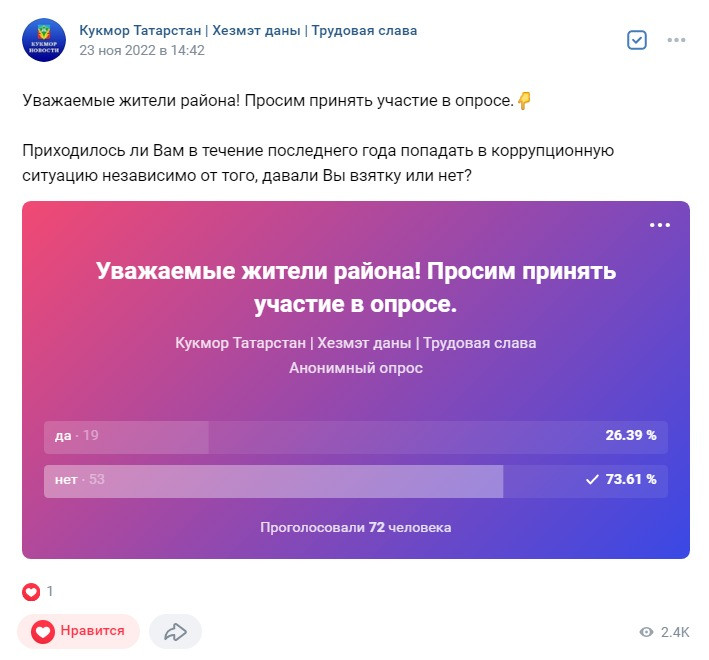 КУКМОР
НОВОСТИ
Кукмор Татарстан | Хезмэт даны | Трудовая слава
23 ноя 2022 в 14:42
Уважаемые жители района! Просим принять участие в опросе.👇
Приходилось ли Вам в течение последнего года попадать в коррупционную
ситуацию независимо от того, давали Вы взятку или нет?
Уважаемые жители района! Просим принять
участие в опросе.
Кукмор Татарстан | Хезмэт даны | Трудовая слава
Анонимный опрос
да · 19 26.39 %
нет · 53 73.61 %
Проголосовали 72 человека
1
Нравится 2.4K